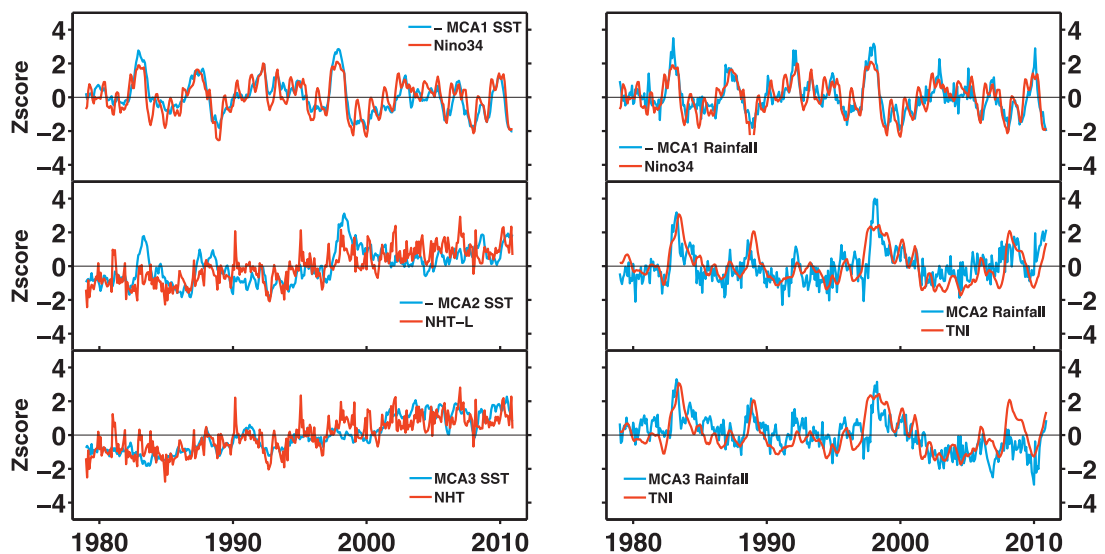 4
2
0
−2
−4
Zscore
− MCA1 SST
Nino34
4
2
0
−2
−4
− MCA1 Rainfall
Nino34
4
2
0
−2
−4
Zscore
− MCA2 SST
NHT−L
4
2
0
−2
−4
MCA2 Rainfall
TNI
4
2
0
−2
−4
Zscore
MCA3 SST
NHT
4
2
0
−2
−4
MCA3 Rainfall
TNI
1980 1990 2000 2010
1980 1990 2000 2010